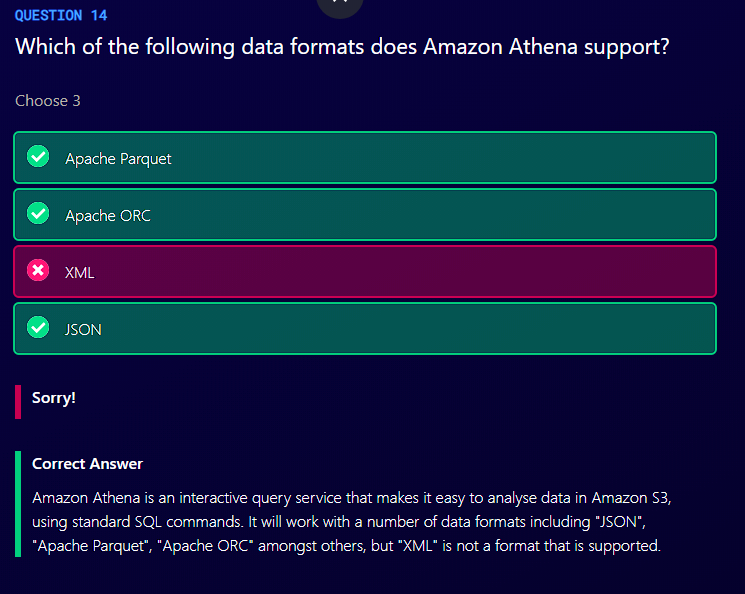 QUESTION 14
Which of the following data formats does Amazon Athena support?
Choose 3
Apache Parquet
Apache ORC
XML
JSON
Sorry!
Correct Answer
Amazon Athena is an interactive query service that makes it easy to analyse data in Amazon S3,
using standard SQL commands. It will work with a number of data formats including "JSON",
"Apache Parquet", "Apache ORC" amongst others, but "XML" is not a format that is supported.